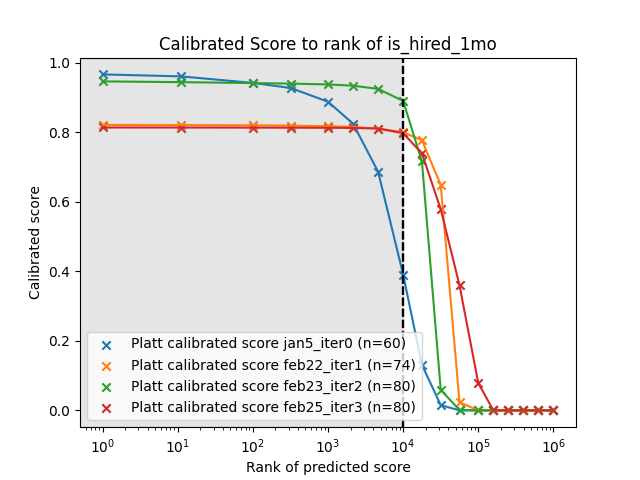 Calibrated Score to rank of is_hired_1mo
Calibrated score
1.0
0.8
0.6
0.4
0.2
0.0
Platt calibrated score jan5_iter0 (n=60)
Platt calibrated score feb22_iter1 (n=74)
Platt calibrated score feb23_iter2 (n=80)
Platt calibrated score feb25_iter3 (n=80)
10⁰ 10¹ 10² 10³ 10⁴ 10⁵ 10⁶
Rank of predicted score